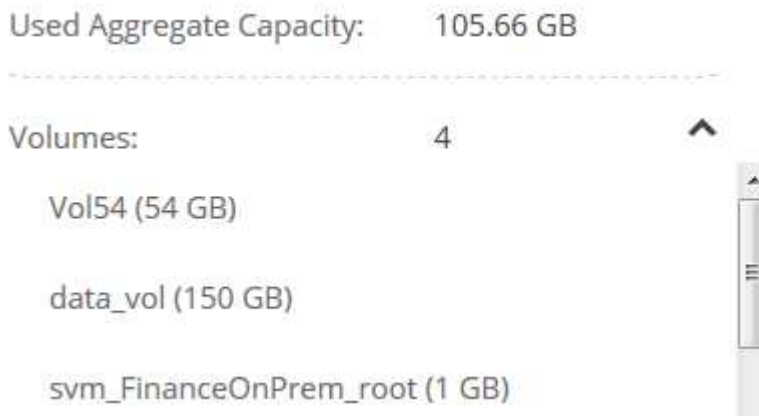 Used Aggregate Capacity: 105.66 GB
Volumes: 4
Vol54 (54 GB)
data_vol (150 GB)
svm_FinanceOnPrem_root (1 GB)